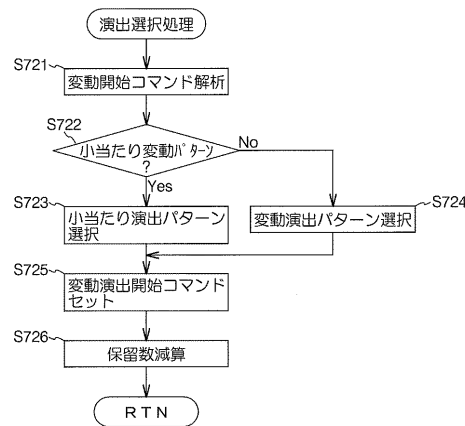 演出選択処理
S721
変動開始コマンド解析
S722
小当たり変動ﾊﾟﾀｰﾝ
?
No
Yes
S723
小当たり演出パターン
選択
S724
変動演出パターン選択
S725
変動演出開始コマンド
セット
S726
保留数減算
RTN